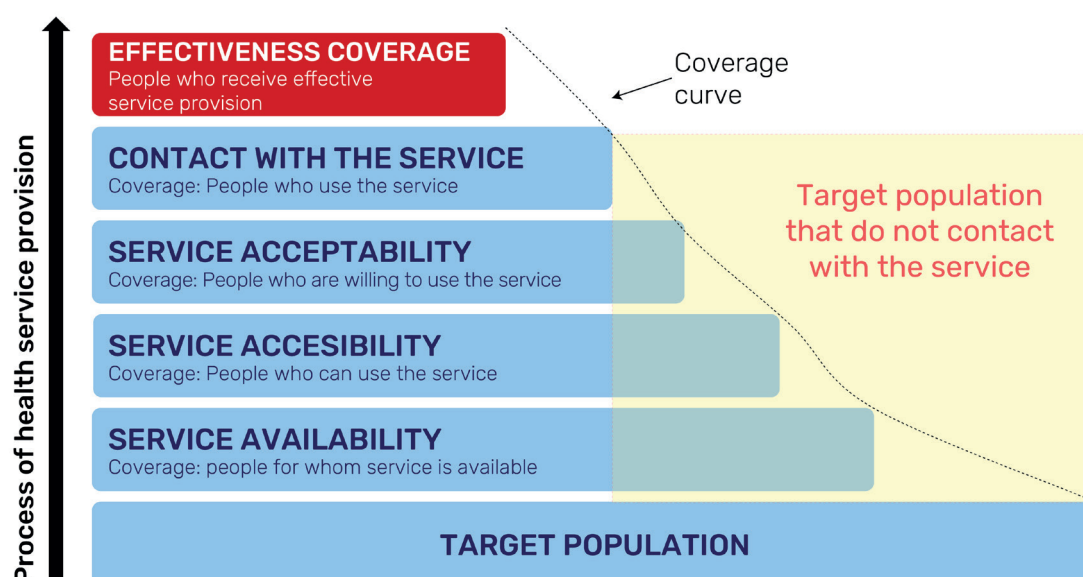 EFFECTIVENESS COVERAGE
People who receive effective
service provision
Coverage
curve
CONTACT WITH THE SERVICE
Coverage: People who use the service
Target population
that do not contact
with the service
SERVICE ACCEPTABILITY
Coverage: People who are willing to use the service
SERVICE ACCESIBILITY
Coverage: People who can use the service
SERVICE AVAILABILITY
Coverage: people for whom service is available
TARGET POPULATION
Process of health service provision